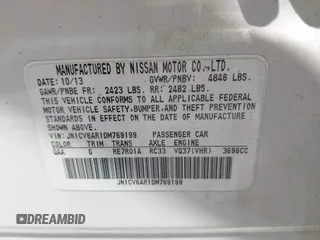 MANUFACTURED BY NISSAN MOTOR CO.,LTD.
DATE: 10/13 GVWR/PNBV: 4846 LBS.
GAWR/PNBE FR: 2423 LBS. RR: 2482 LBS.
THIS VEHICLE CONFORMS TO ALL APPLICABLE
FEDERAL MOTOR VEHICLE SAFETY, BUMPER, AND THEFT PREVENTION
STANDARDS IN EFFECT ON THE DATE OF MANUFACTURE
SHOWN ABOVE.
VIN: JN1CV6AR1DM769199 PASSENGER CAR
COLOR TRIM TRANS AXLE ENGINE
QAA G RE7R01A RC33 VQ37(VHR) 3696CC
JN1CV6AR1DM769199
DREAMBID